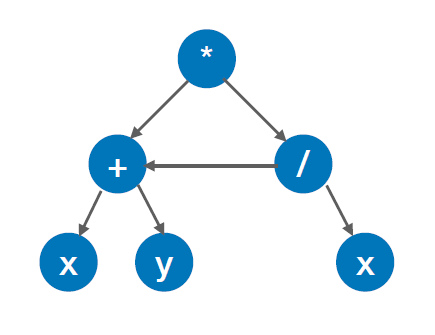 *
+ /
x y x